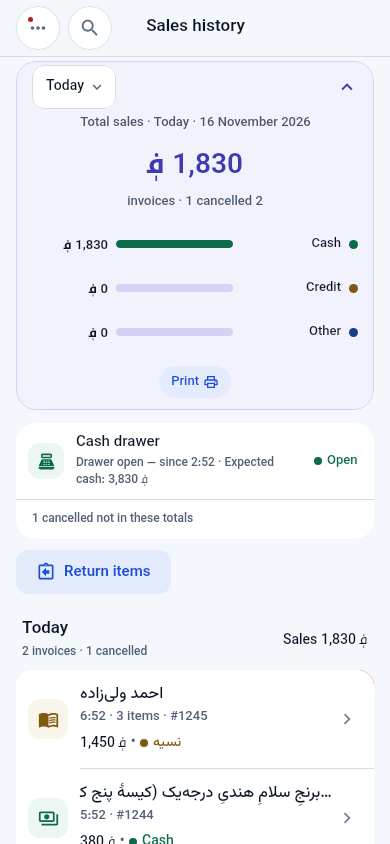 Sales history
Today
Total sales · Today · 16 November 2026
؋ 1,830
invoices · 1 cancelled 2
؋ 1,830
Cash
؋ 0
Credit
؋ 0
Other
Print
Cash drawer
Drawer open — since 2:52 · Expected
cash: 3,830 ؋
Open
1 cancelled not in these totals
Return items
Today
Sales 1,830 ؋
2 invoices · 1 cancelled
احمد ولی‌زاده
6:52 · 3 items · #1245
1,450 ؋ • نسیه
برنجِ سلامِ هندیِ درجه‌یک (کیسهٔ پنج ک…
5:52 · #1244
380 ؋ • Cash